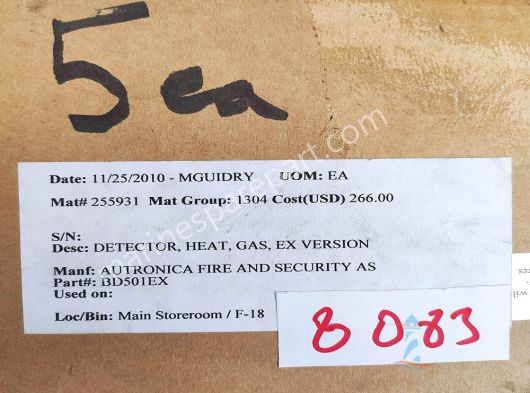 5 ea
Date: 11/25/2010 - MGUIDRY UOM: EA
Mat# 255931 Mat Group: 1304 Cost(USD) 266.00
S/N:
Desc: DETECTOR, HEAT, GAS, EX VERSION
Manf: AUTRONICA FIRE AND SECURITY AS
Part#: BD501EX
Used on:
Loc/Bin: Main Storeroom / F-18
8083
marinesparepart.com